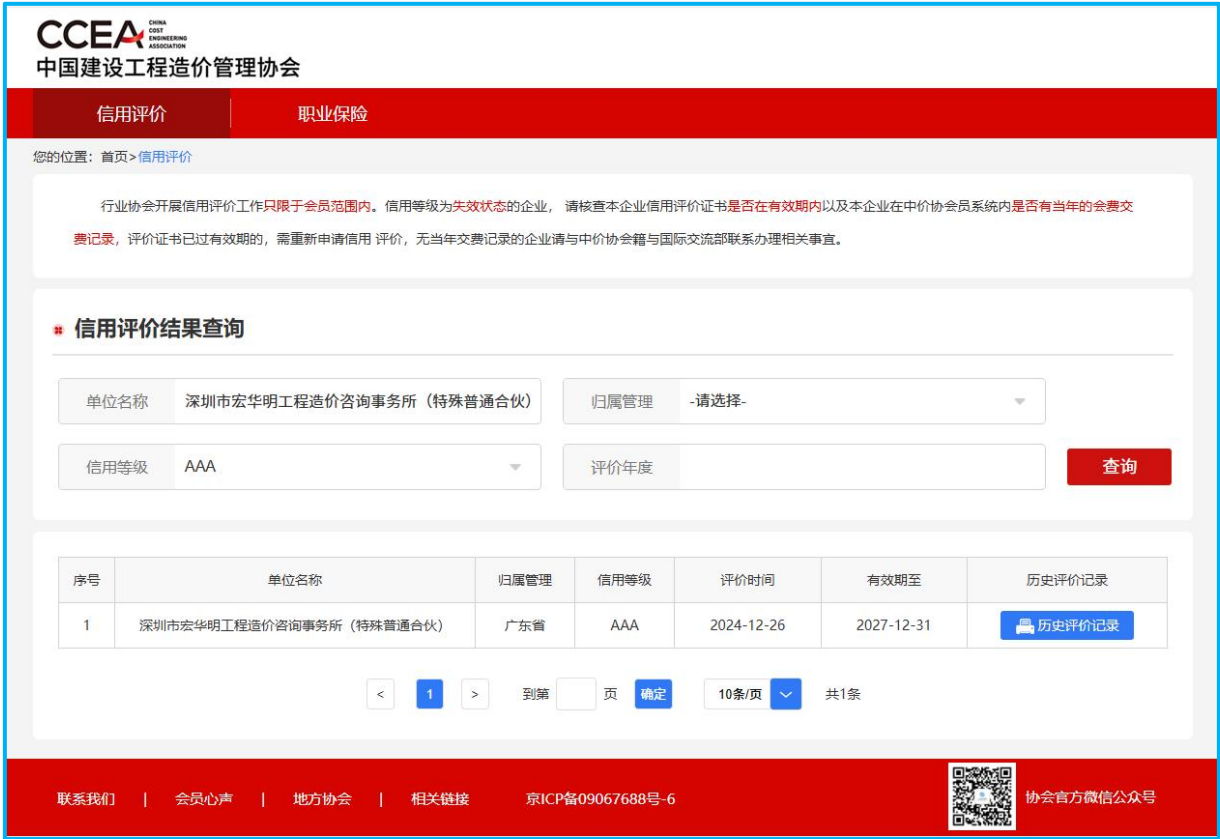 CCEA CHINA
COST
ENGINEERING
ASSOCIATION
中国建设工程造价管理协会
信用评价 职业保险
您的位置：首页>信用评价
行业协会开展信用评价工作只限于会员范围内。信用等级为失效状态的企业， 请核查本企业信用评价证书是否在有效期内以及本企业在中价协会员系统内是否有当年的会费交
费记录，评价证书已过有效期的，需重新申请信用 评价，无当年交费记录的企业请与中价协会籍与国际交流部联系办理相关事宜。
信用评价结果查询
单位名称 深圳市宏华明工程造价咨询事务所（特殊普通合伙） 归属管理 -请选择-
信用等级 AAA 评价年度 查询
序号 单位名称 归属管理 信用等级 评价时间 有效期至 历史评价记录
1 深圳市宏华明工程造价咨询事务所（特殊普通合伙） 广东省 AAA 2024-12-26 2027-12-31 历史评价记录
< 1 > 到第 页 确定 10条/页 共1条
联系我们 | 会员心声 | 地方协会 | 相关链接 京ICP备09067688号-6 协会官方微信公众号